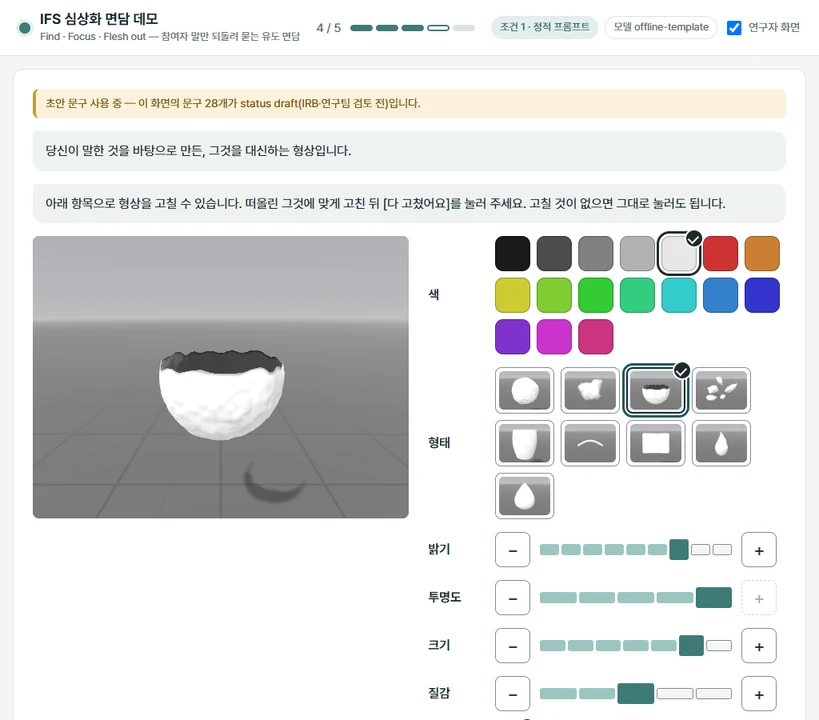 IFS 심상화 면담 데모
Find · Focus · Flesh out — 참여자 말만 되돌려 묻는 유도 면담
4 / 5
조건 1 · 정적 프롬프트
모델 offline-template
연구자 화면
초안 문구 사용 중 — 이 화면의 문구 28개가 status draft(IRB·연구팀 검토 전)입니다.
당신이 말한 것을 바탕으로 만든, 그것을 대신하는 형상입니다.
아래 항목으로 형상을 고칠 수 있습니다. 떠올린 그것에 맞게 고친 뒤 [다 고쳤어요]를 눌러 주세요. 고칠 것이 없으면 그대로 눌러도 됩니다.
색
형태
밝기
− +
투명도
− +
크기
− +
질감
− +